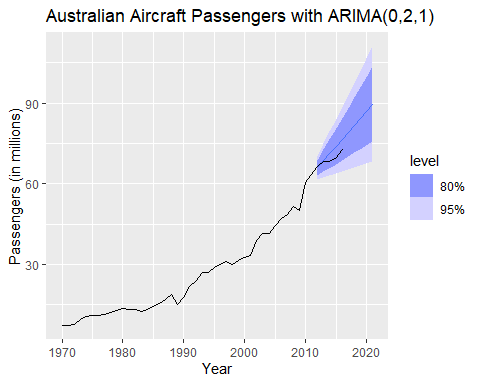 Australian Aircraft Passengers with ARIMA(0,2,1)
Passengers (in millions)
90
60
30
1970 1980 1990 2000 2010 2020
Year
level
80%
95%